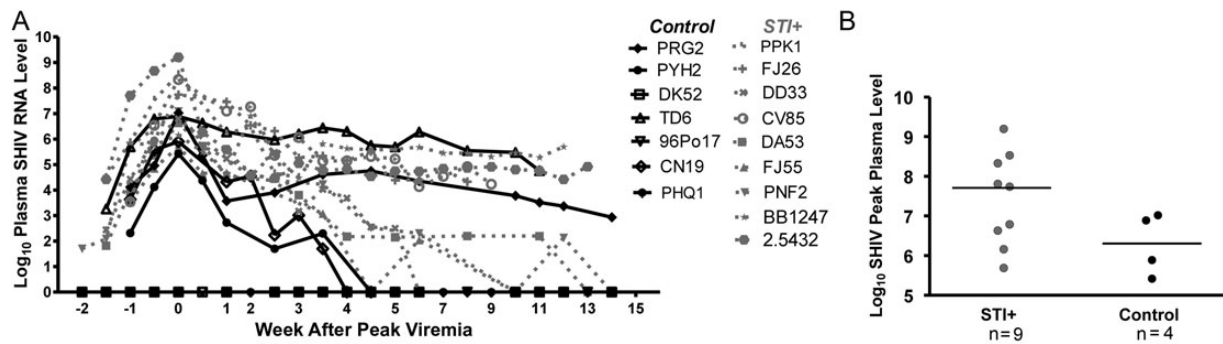 A
Log10 Plasma SHIV RNA Level
10
9
8
7
6
5
4
3
2
1
0
-2 -1 0 1 2 3 4 5 6 7 8 9 11 13 15
Week After Peak Viremia
Control STI+
PRG2 PPK1
PYH2 FJ26
DK52 DD33
TD6 CV85
96Po17 DA53
CN19 FJ55
PHQ1 PNF2
BB1247
2.5432
B
Log10 SHIV Peak Plasma Level
10
9
8
7
6
5
STI+ Control
n=9 n=4